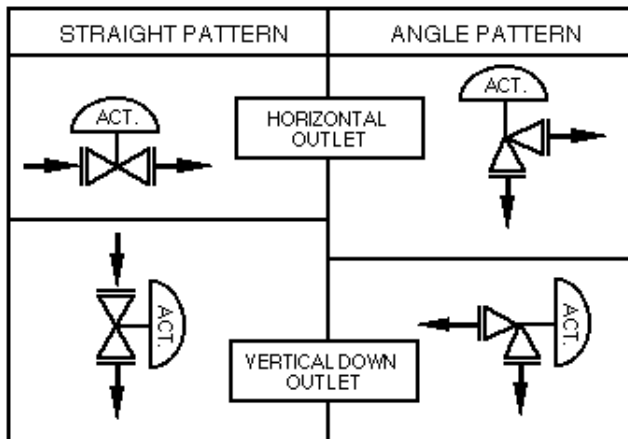 STRAIGHT PATTERN
ANGLE PATTERN
ACT.
HORIZONTAL
OUTLET
ACT.
ACT.
VERTICAL DOWN
OUTLET
ACT.